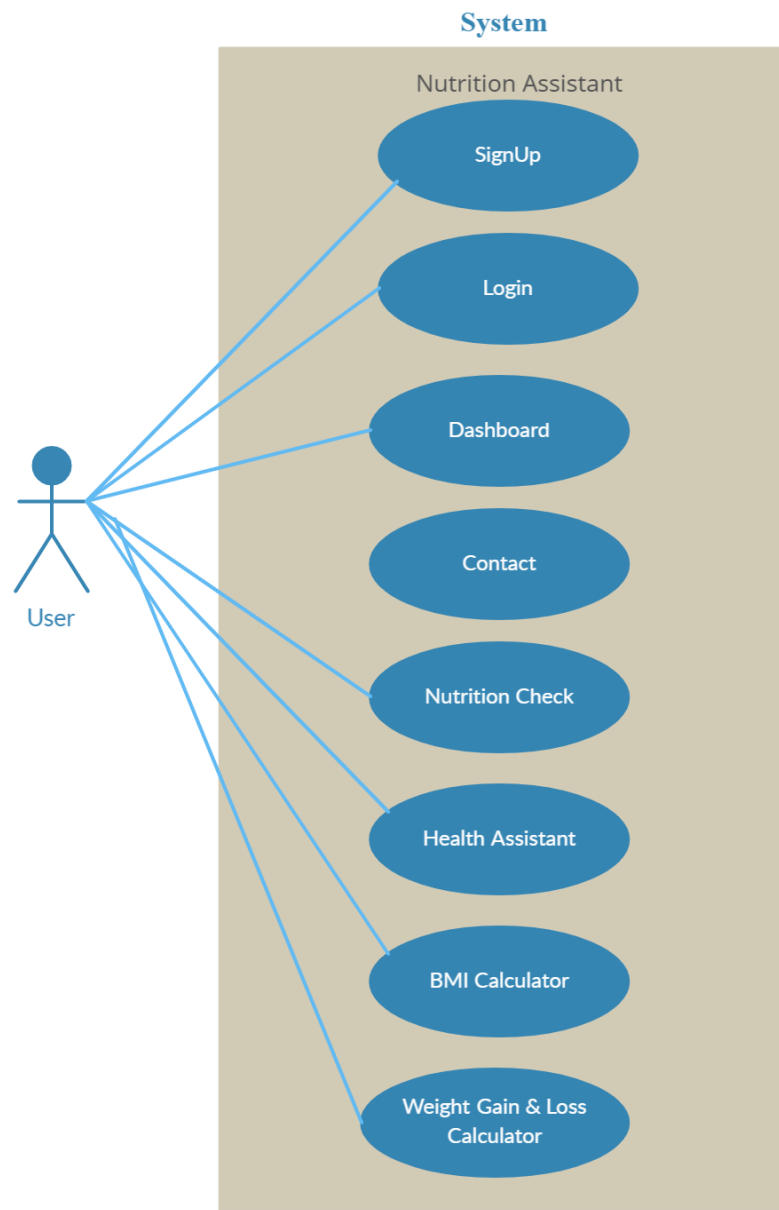 System
Nutrition Assistant
SignUp
Login
Dashboard
Contact
User
Nutrition Check
Health Assistant
BMI Calculator
Weight Gain & Loss
Calculator